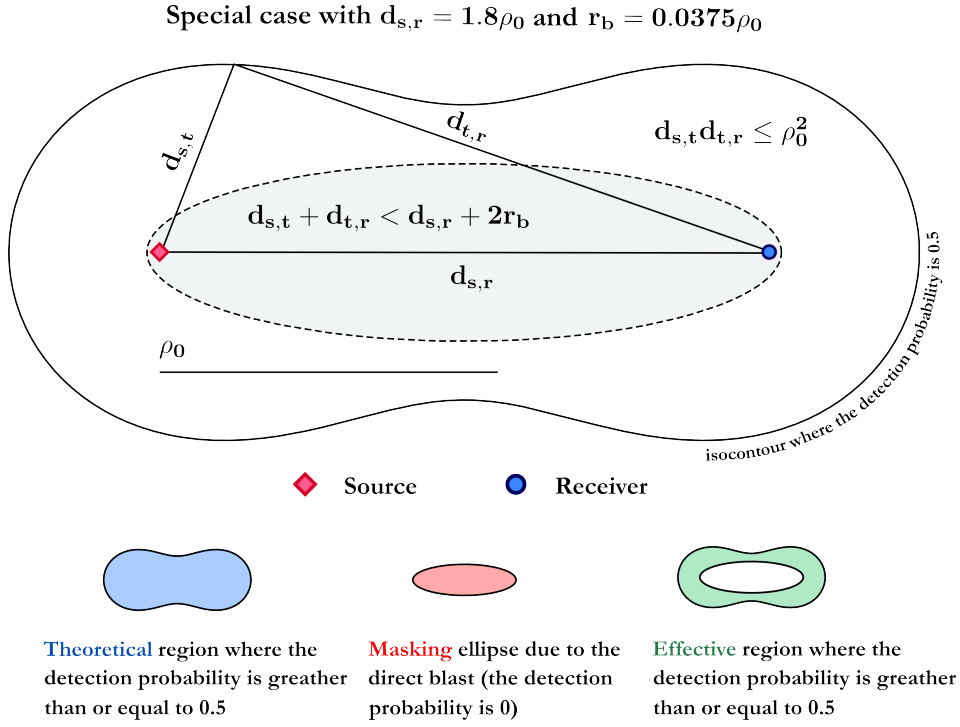 Special case with d_{s,r} = 1.8ρ_0 and r_b = 0.0375ρ_0
d_{s,t}
d_{t,r}
d_{s,t}d_{t,r} ≤ ρ_0^2
d_{s,t} + d_{t,r} < d_{s,r} + 2r_b
d_{s,r}
ρ_0
isocontour where the detection probability is 0.5
Source
Receiver
Theoretical region where the
detection probability is greather
than or equal to 0.5
Masking ellipse due to the
direct blast (the detection
probability is 0)
Effective region where the
detection probability is greather
than or equal to 0.5